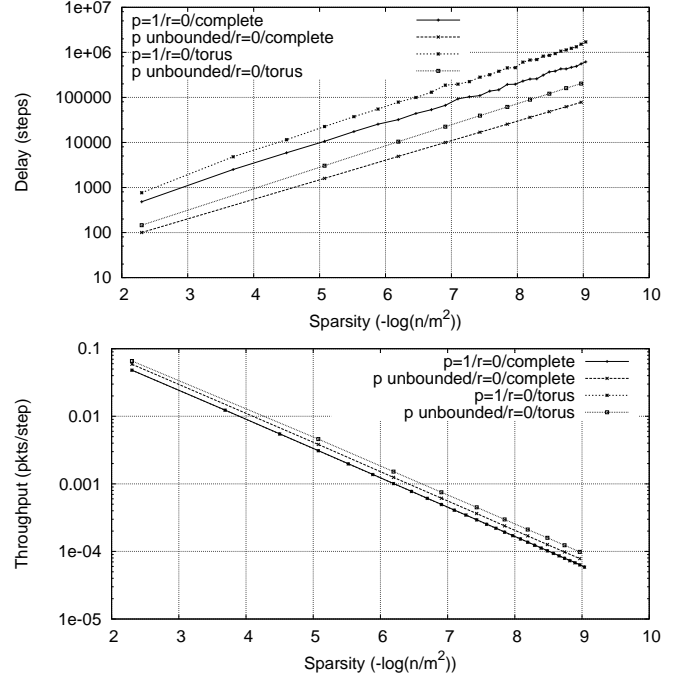 1e+07
1e+06
100000
10000
1000
100
10
Delay (steps)
p=1/r=0/complete
p unbounded/r=0/complete
p=1/r=0/torus
p unbounded/r=0/torus
2 3 4 5 6 7 8 9 10
Sparsity (-log(n/m²))
0.1
0.01
0.001
1e-04
1e-05
Throughput (pkts/step)
p=1/r=0/complete
p unbounded/r=0/complete
p=1/r=0/torus
p unbounded/r=0/torus
2 3 4 5 6 7 8 9 10
Sparsity (-log(n/m²))